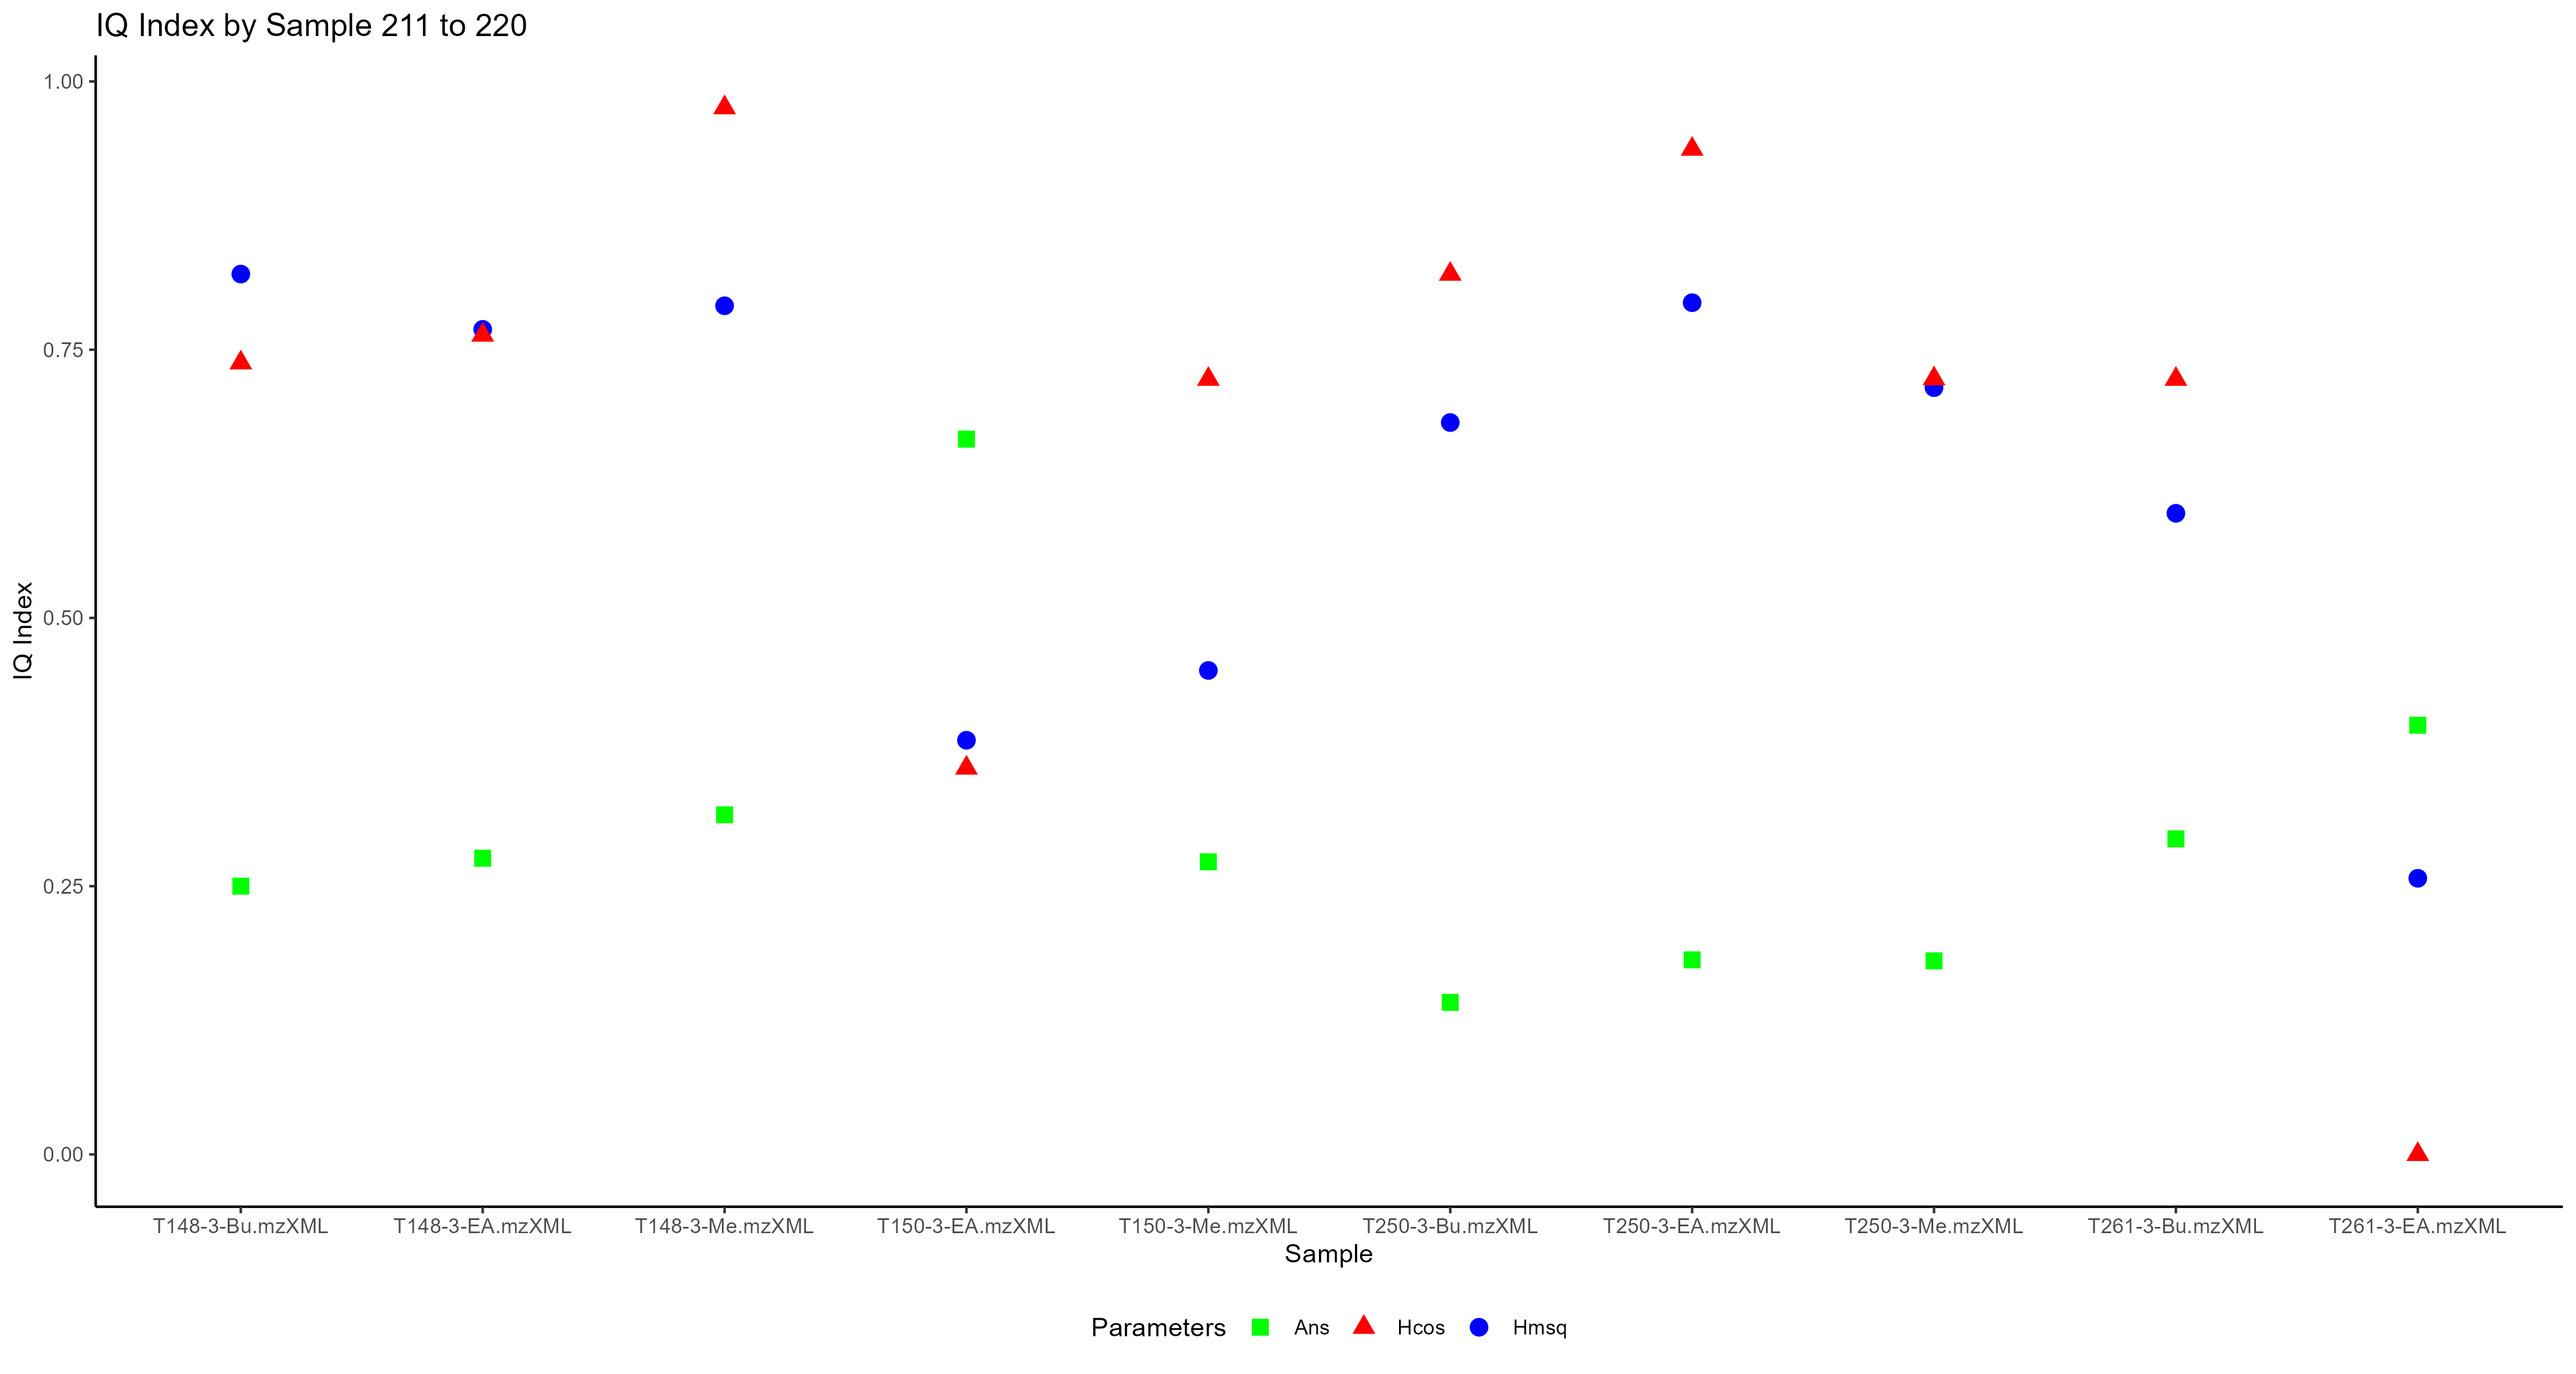 IQ Index by Sample 211 to 220
1.00
0.75
0.50
0.25
0.00
IQ Index
T148-3-Bu.mzXML T148-3-EA.mzXML T148-3-Me.mzXML T150-3-EA.mzXML T150-3-Me.mzXML T250-3-Bu.mzXML T250-3-EA.mzXML T250-3-Me.mzXML T261-3-Bu.mzXML T261-3-EA.mzXML
Sample
Parameters Ans Hcos Hmsq